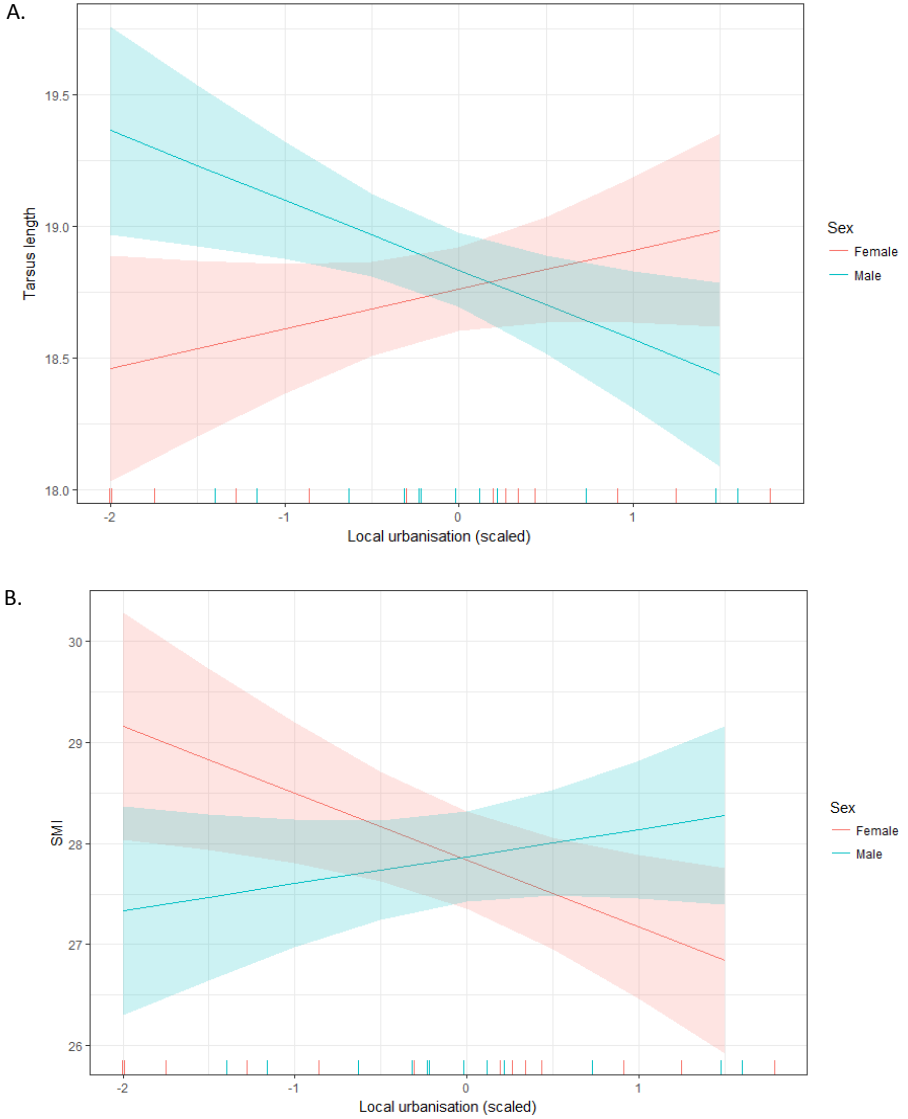 A.
19.5
19.0
18.5
18.0
Tarsus length
-2 -1 0 1
Local urbanisation (scaled)
Sex
Female
Male
B.
30
29
28
27
26
SMI
-2 -1 0 1
Local urbanisation (scaled)
Sex
Female
Male